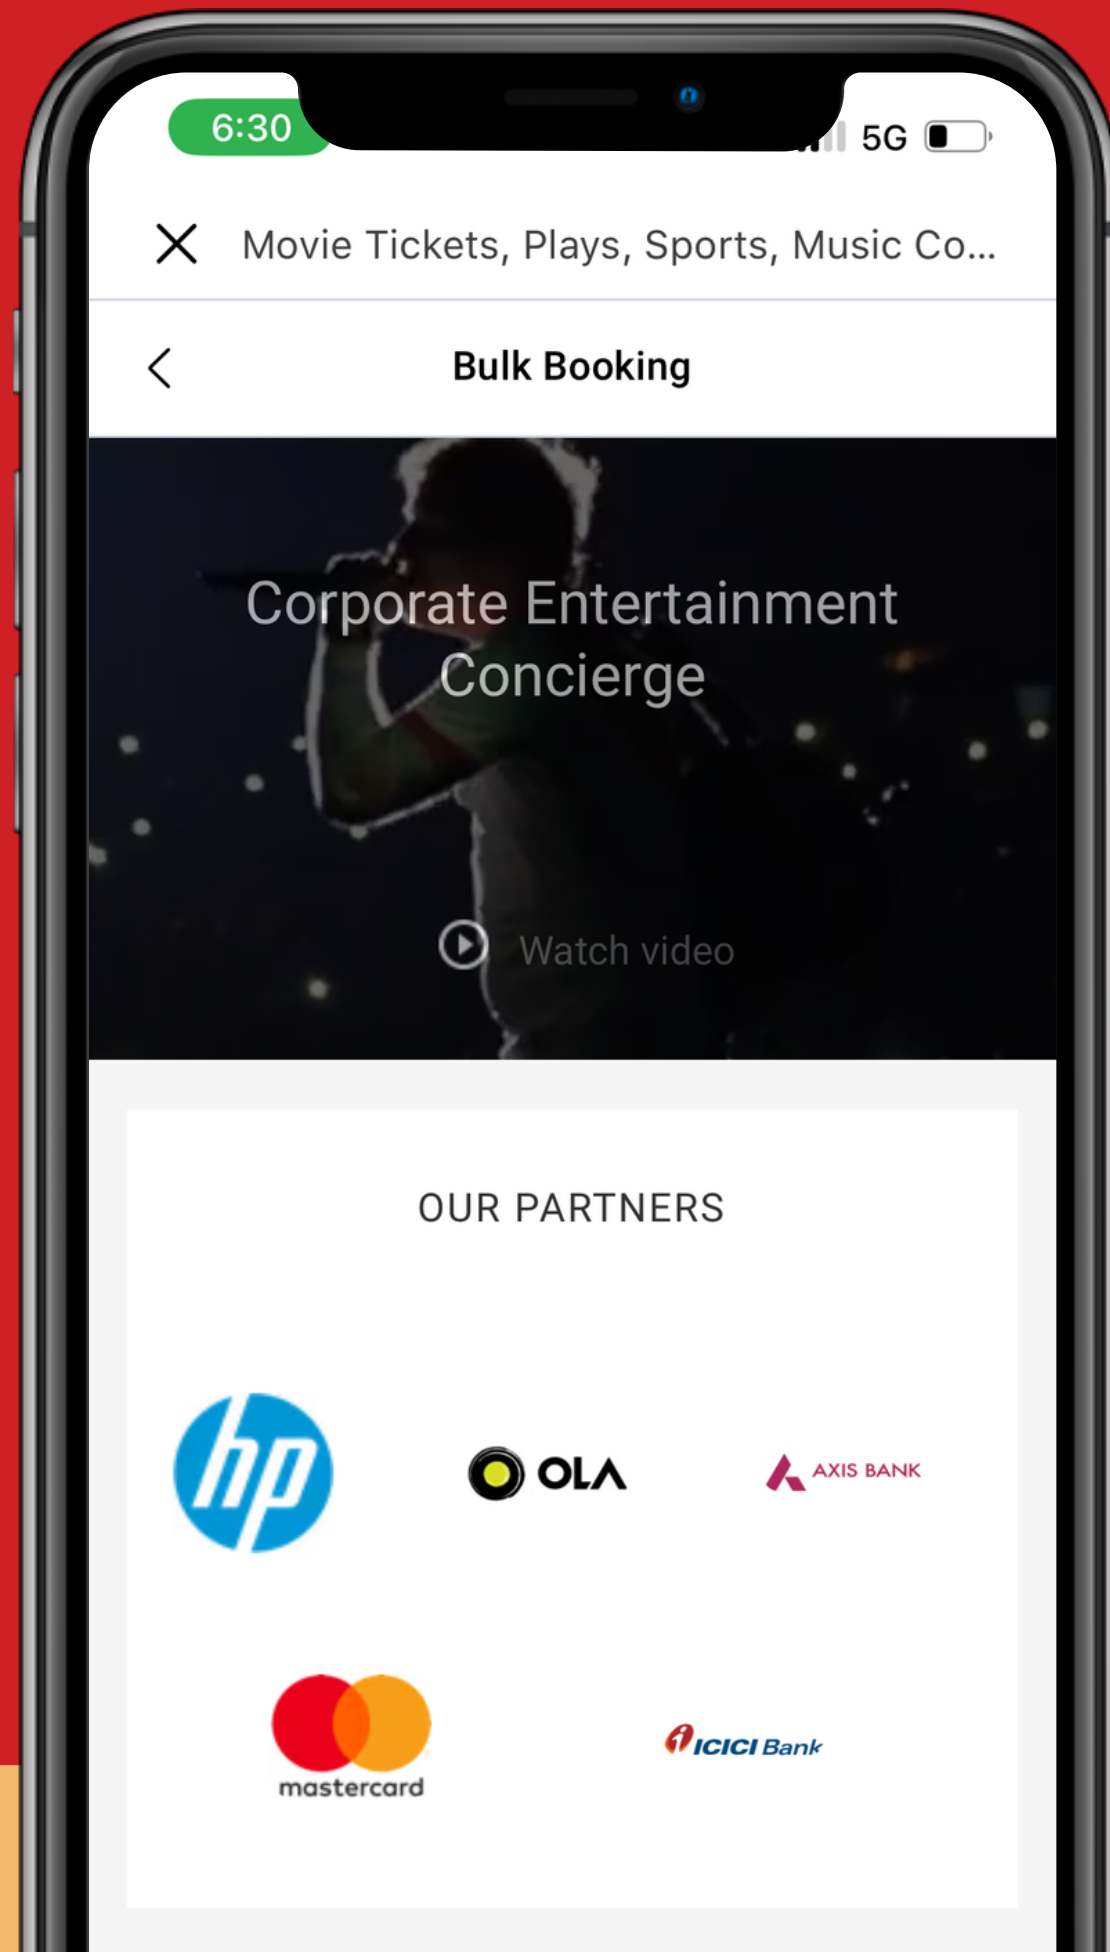 6:30
5G
Movie Tickets, Plays, Sports, Music Co...
Bulk Booking
Corporate Entertainment
Concierge
Watch video
OUR PARTNERS
hp
OLA
AXIS BANK
mastercard
ICICI Bank